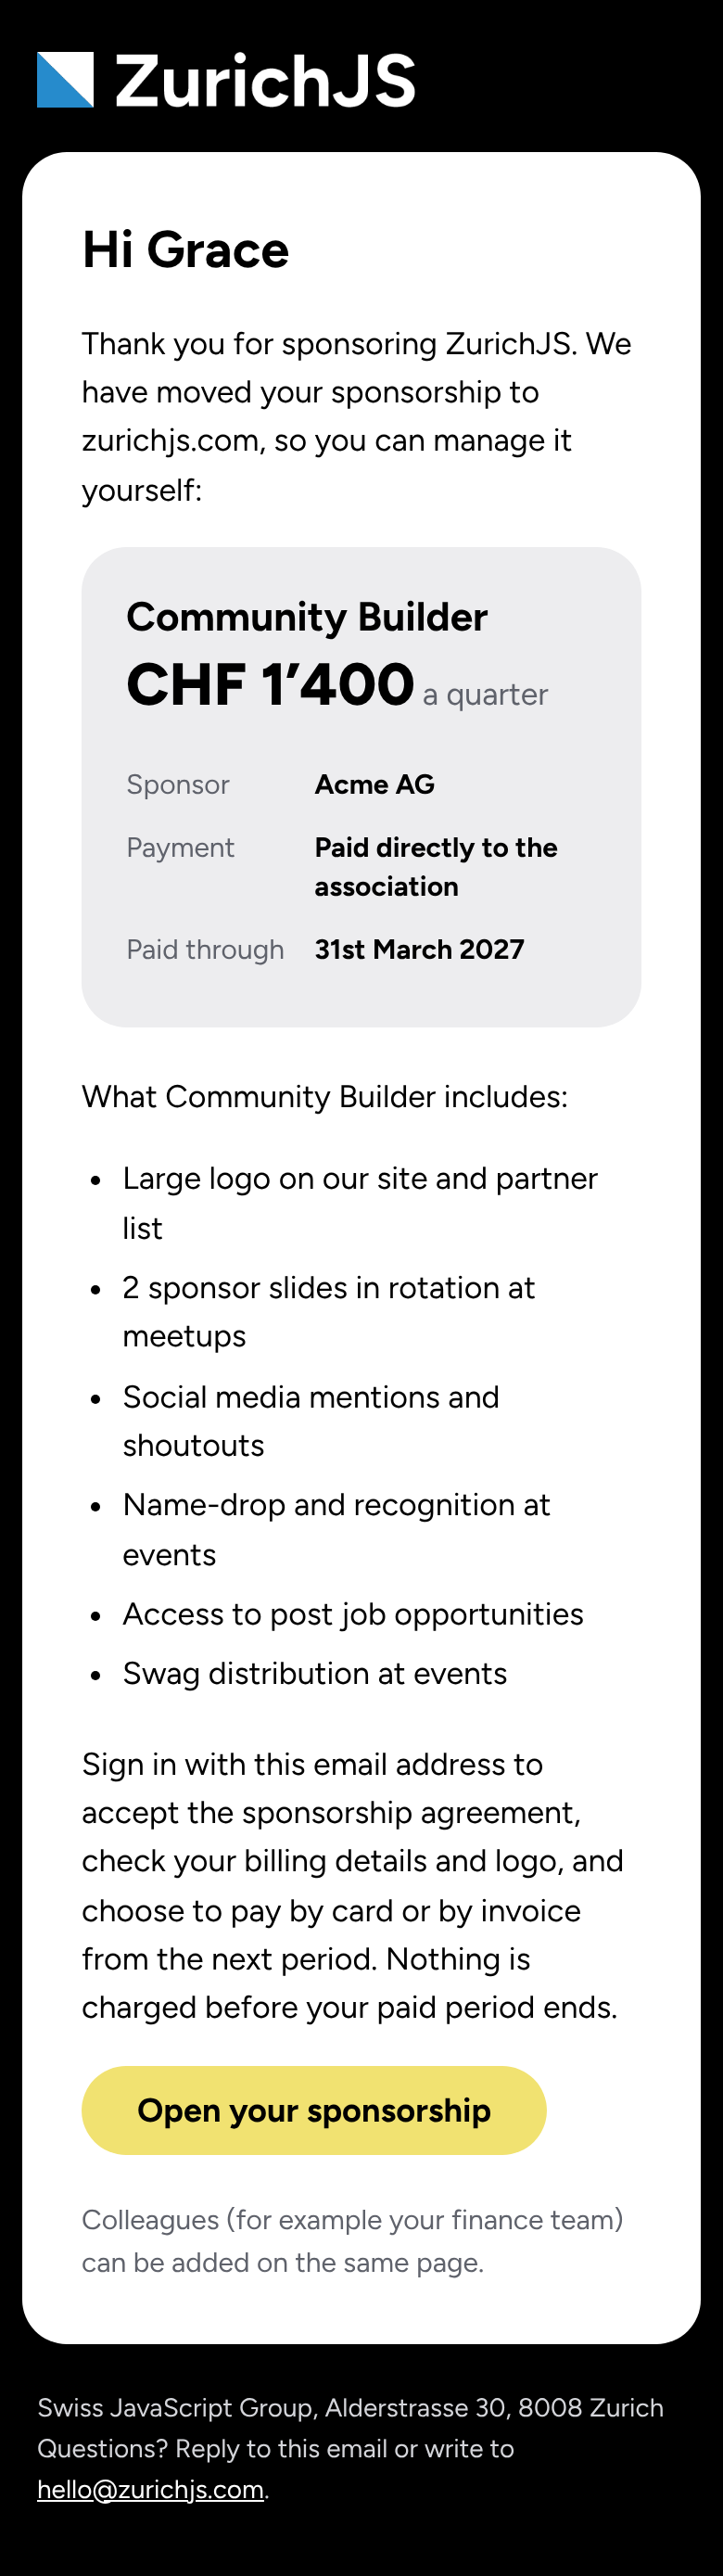 ZurichJS
Hi Grace
Thank you for sponsoring ZurichJS. We
have moved your sponsorship to
zurichjs.com, so you can manage it
yourself:
Community Builder
CHF 1’400 a quarter
Sponsor Acme AG
Payment Paid directly to the
association
Paid through 31st March 2027
What Community Builder includes:
• Large logo on our site and partner
list
• 2 sponsor slides in rotation at
meetups
• Social media mentions and
shoutouts
• Name-drop and recognition at
events
• Access to post job opportunities
• Swag distribution at events
Sign in with this email address to
accept the sponsorship agreement,
check your billing details and logo, and
choose to pay by card or by invoice
from the next period. Nothing is
charged before your paid period ends.
Open your sponsorship
Colleagues (for example your finance team)
can be added on the same page.
Swiss JavaScript Group, Alderstrasse 30, 8008 Zurich
Questions? Reply to this email or write to
hello@zurichjs.com.